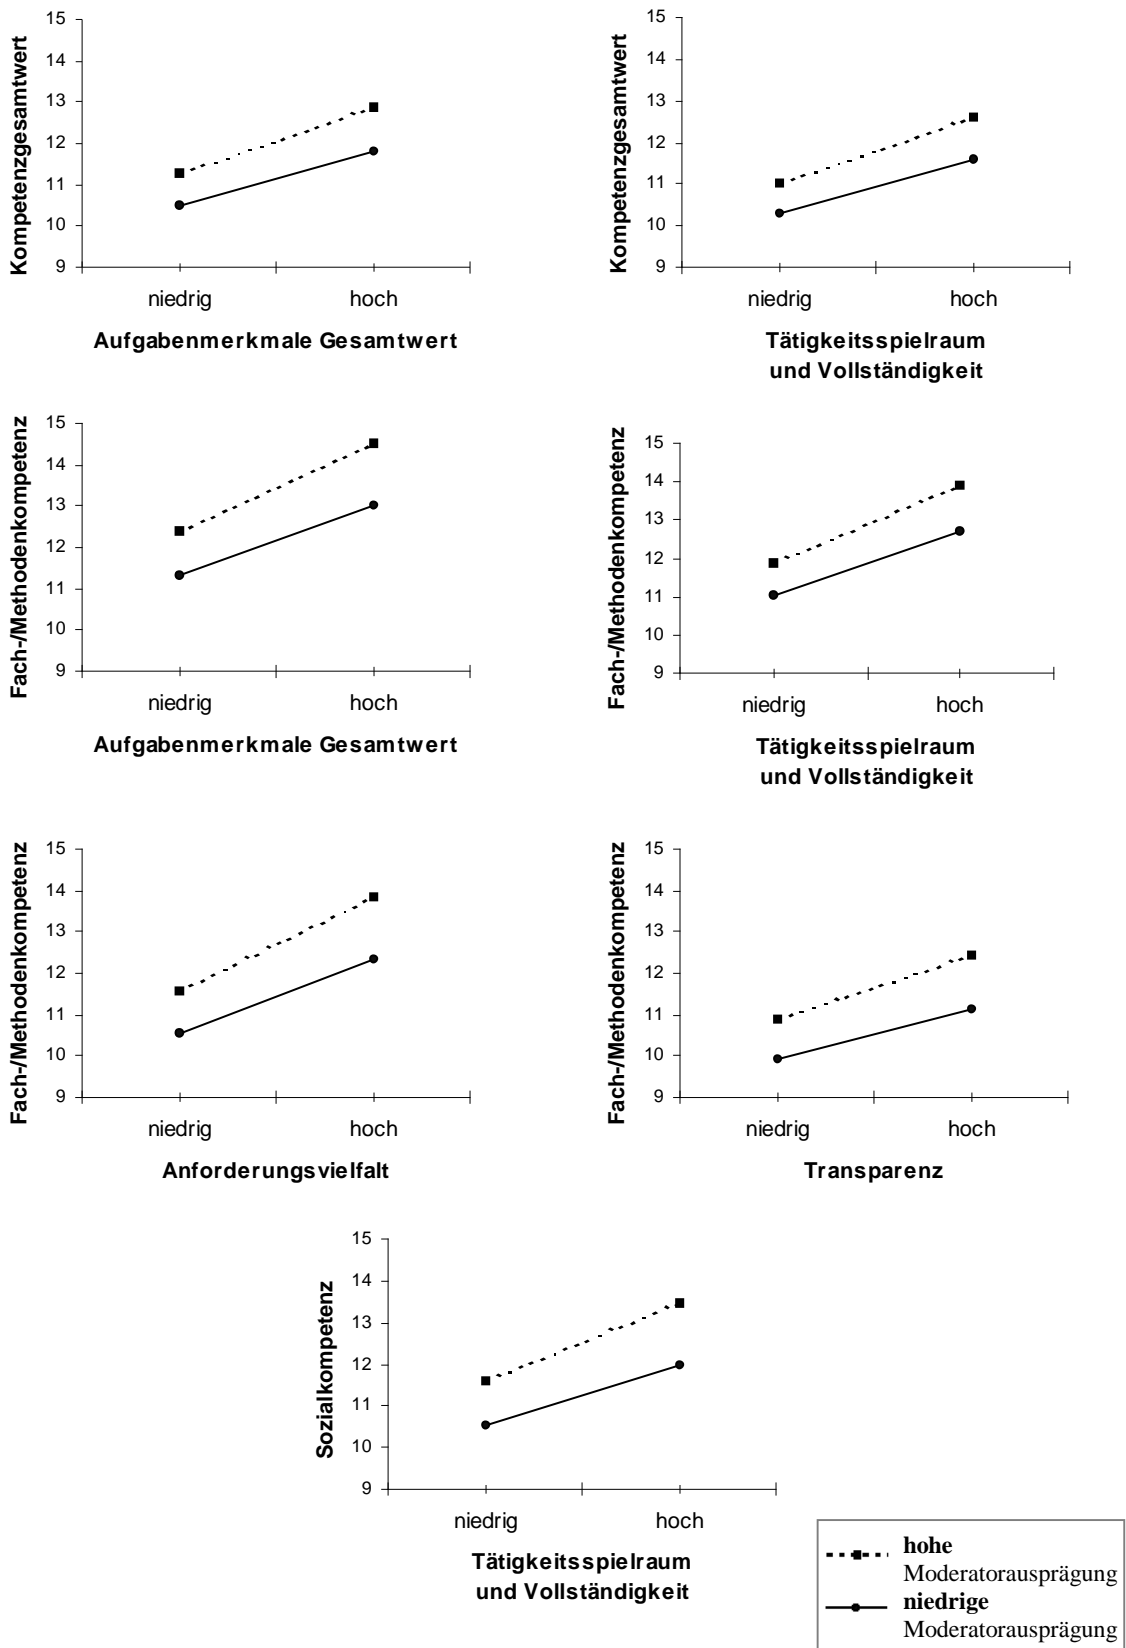 Kompetenzgesamtwert
15
14
13
12
11
10
9
niedrig hoch
Aufgabenmerkmale Gesamtwert
Kompetenzgesamtwert
15
14
13
12
11
10
9
niedrig hoch
Tätigkeitsspielraum
und Vollständigkeit
Fach-/Methodenkompetenz
15
14
13
12
11
10
9
niedrig hoch
Aufgabenmerkmale Gesamtwert
Fach-/Methodenkompetenz
15
14
13
12
11
10
9
niedrig hoch
Tätigkeitsspielraum
und Vollständigkeit
Fach-/Methodenkompetenz
15
14
13
12
11
10
9
niedrig hoch
Anforderungsvielfalt
Fach-/Methodenkompetenz
15
14
13
12
11
10
9
niedrig hoch
Transparenz
Sozialkompetenz
15
14
13
12
11
10
9
niedrig hoch
Tätigkeitsspielraum
und Vollständigkeit
hohe
Moderatorausprägung
niedrige
Moderatorausprägung